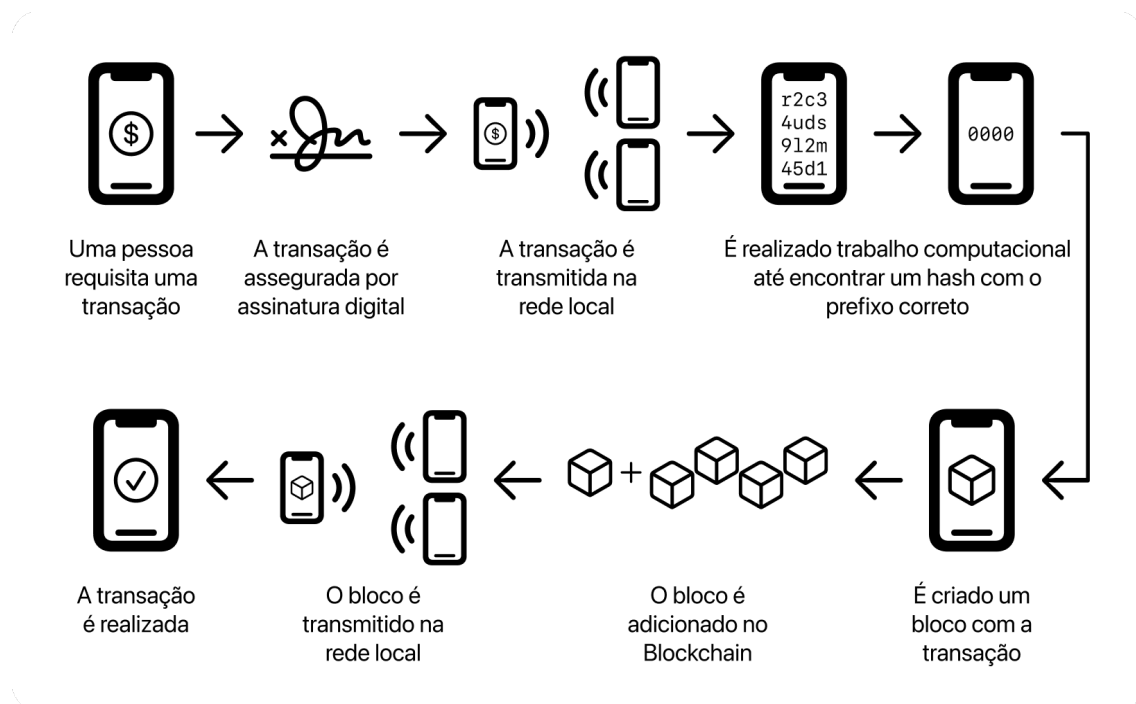 $
$
r2c3
4uds
9l2m
45d1
0000
Uma pessoa
requisita uma
transação
A transação é
assegurada por
assinatura digital
A transação é
transmitida na
rede local
É realizado trabalho computacional
até encontrar um hash com o
prefixo correto
A transação
é realizada
O bloco é
transmitido na
rede local
O bloco é
adicionado no
Blockchain
É criado um
bloco com a
transação